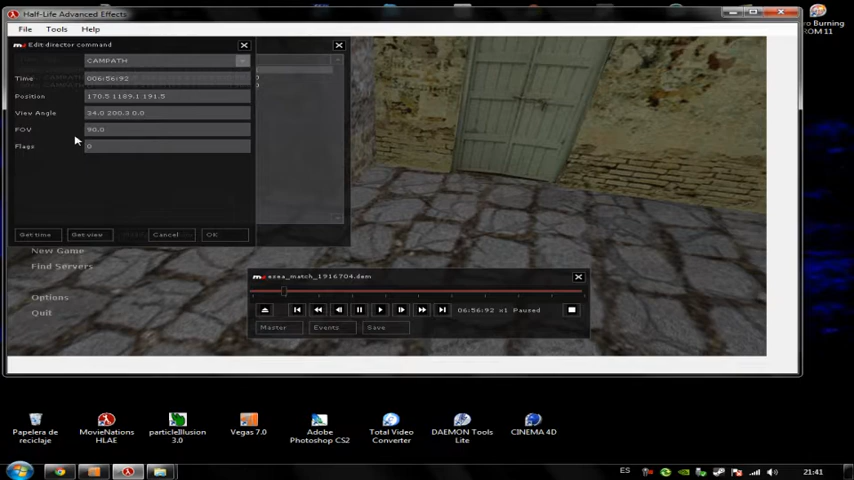 Half-Life Advanced Effects
File Tools Help
Edit director command
CAMPATH
Time 006:56:92
Position 170.5 1189.1 191.5
View Angle 34.0 200.3 0.0
FOV 90.0
Flags 0
Get time Get view Cancel OK
New Game
Find Servers
Options
Quit
esea_match_1916704.dem
06:56:92 x1 Paused
Master Events Save
Burning
ROM 11
Papelera de reciclaje
MovieNations HLAE
particleIllusion 3.0
Vegas 7.0
Adobe Photoshop CS2
Total Video Converter
DAEMON Tools Lite
CINEMA 4D
ES 21:41